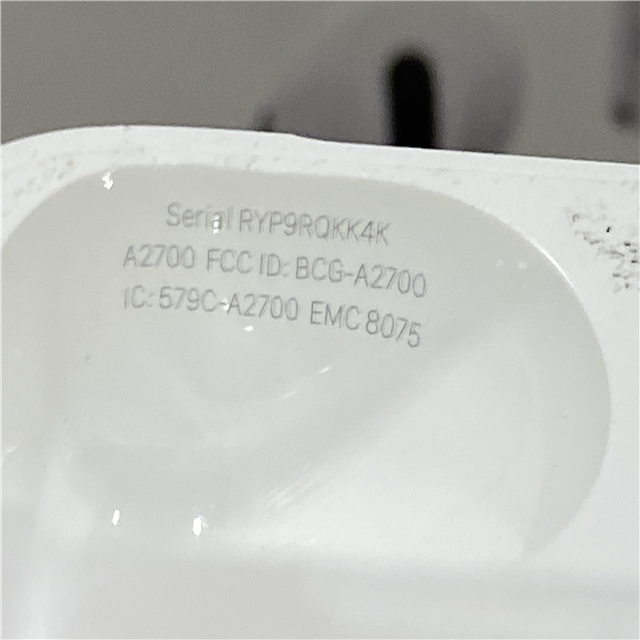 Serial RYP9RQKK4K
A2700 FCC ID: BCG-A2700
IC: 579C-A2700 EMC 8075